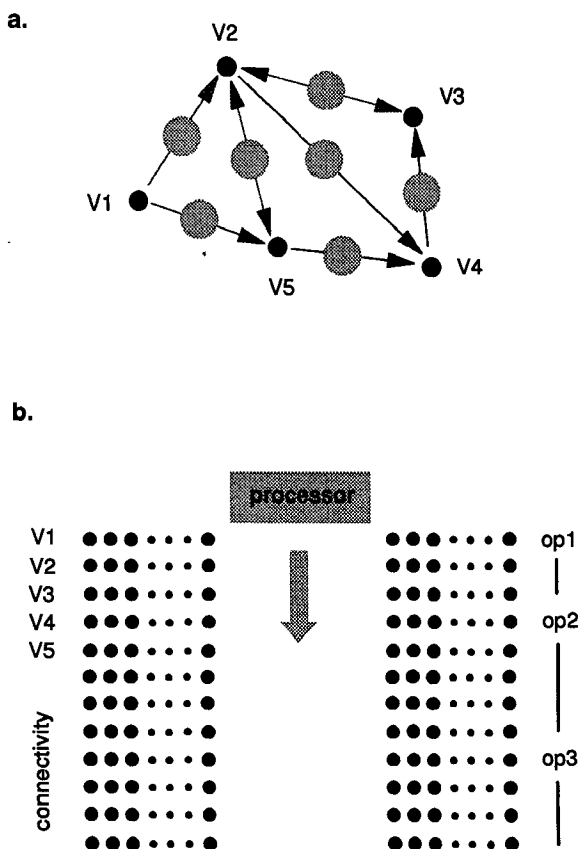 a.
V2
V3
V1
V5
V4
b.
processor
V1
op1
V2
V3
V4
op2
V5
connectivity
op3